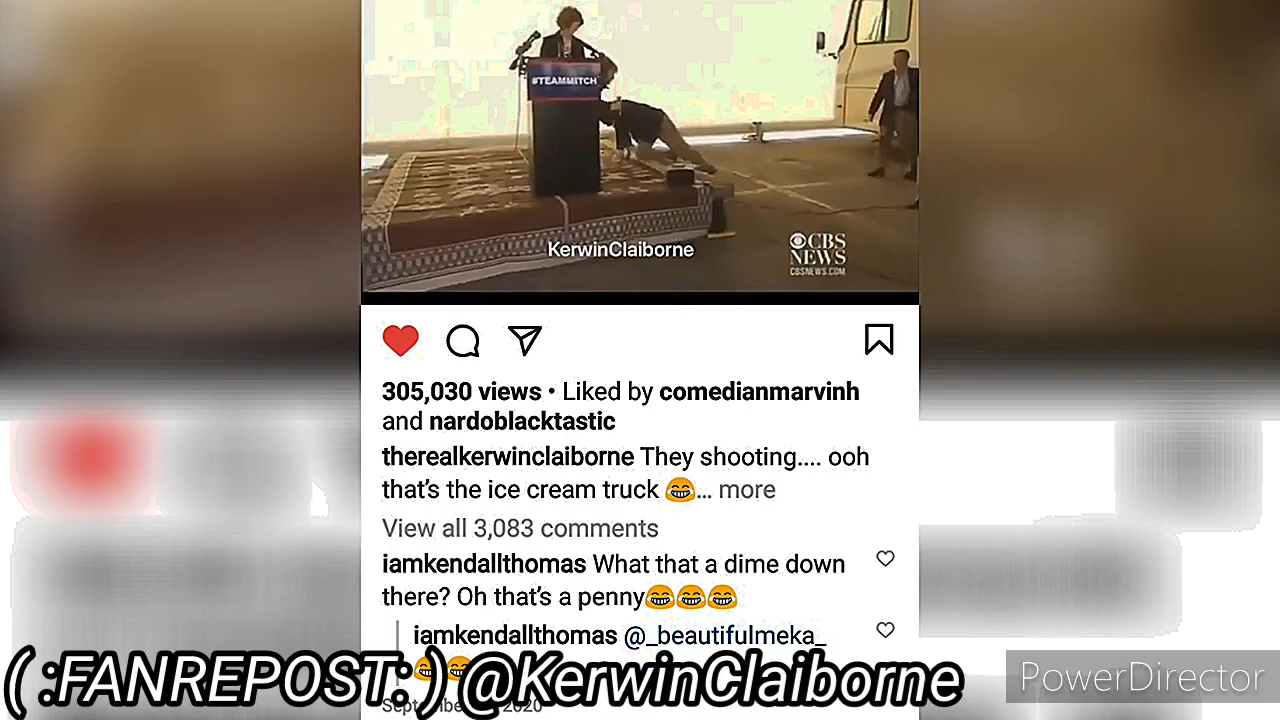 #TEAMMITCH
KerwinClaiborne
CBS
NEWS
CBSNEWS.COM
305,030 views • Liked by comedianmarvinh
and nardoblacktastic
therealkerwinclaiborne They shooting.... ooh
that's the ice cream truck 😂... more
View all 3,083 comments
iamkendallthomas What that a dime down
there? Oh that's a penny😂😂😂
iamkendallthomas @_beautifulmeka_
😂😂
( :FANREPOST: ) @KerwinClaiborne
PowerDirector
2020